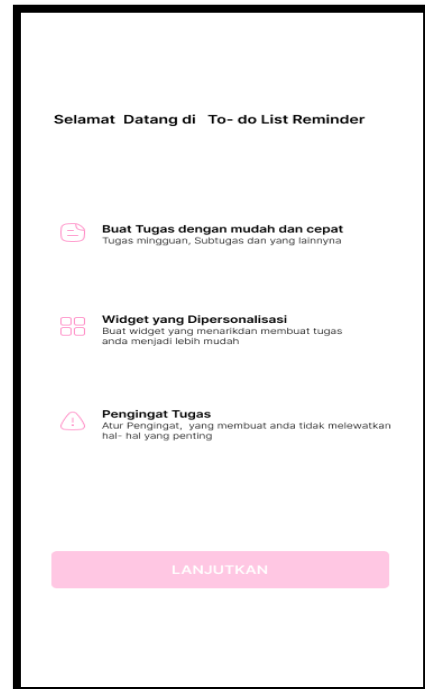 Selamat Datang di To- do List Reminder
Buat Tugas dengan mudah dan cepat
Tugas mingguan, Subtugas dan yang lainnyna
Widget yang Dipersonalisasi
Buat widget yang menarikdan membuat tugas
anda menjadi lebih mudah
Pengingat Tugas
Atur Pengingat, yang membuat anda tidak melewatkan
hal- hal yang penting
LANJUTKAN